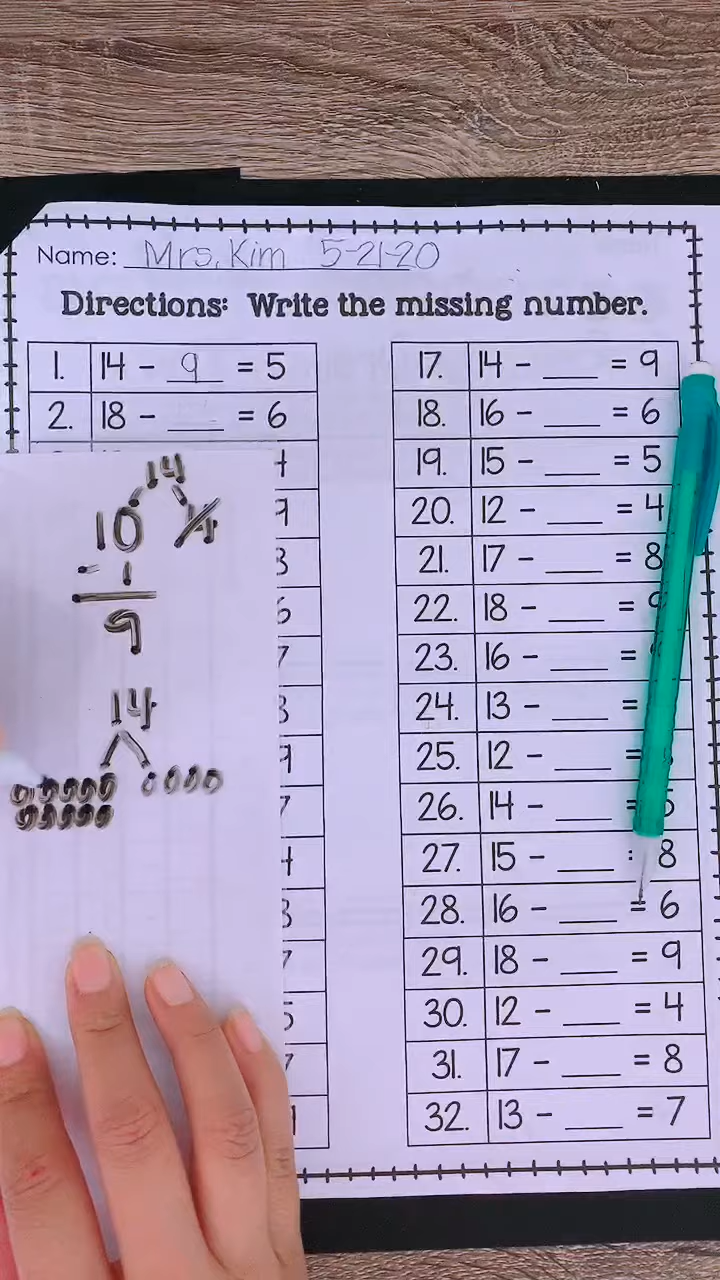 Name: Mrs. Kim 5-21-20
Directions: Write the missing number.
1. 14 - 9 = 5
2. 18 - ___ = 6
14
10 4
- 1
9
14
17. 14 - ___ = 9
18. 16 - ___ = 6
19. 15 - ___ = 5
20. 12 - ___ = 4
21. 17 - ___ = 8
22. 18 - ___ =
23. 16 - ___ =
24. 13 - ___ =
25. 12 - ___ =
26. 14 - ___ =
27. 15 - ___ = 8
28. 16 - ___ = 6
29. 18 - ___ = 9
30. 12 - ___ = 4
31. 17 - ___ = 8
32. 13 - ___ = 7